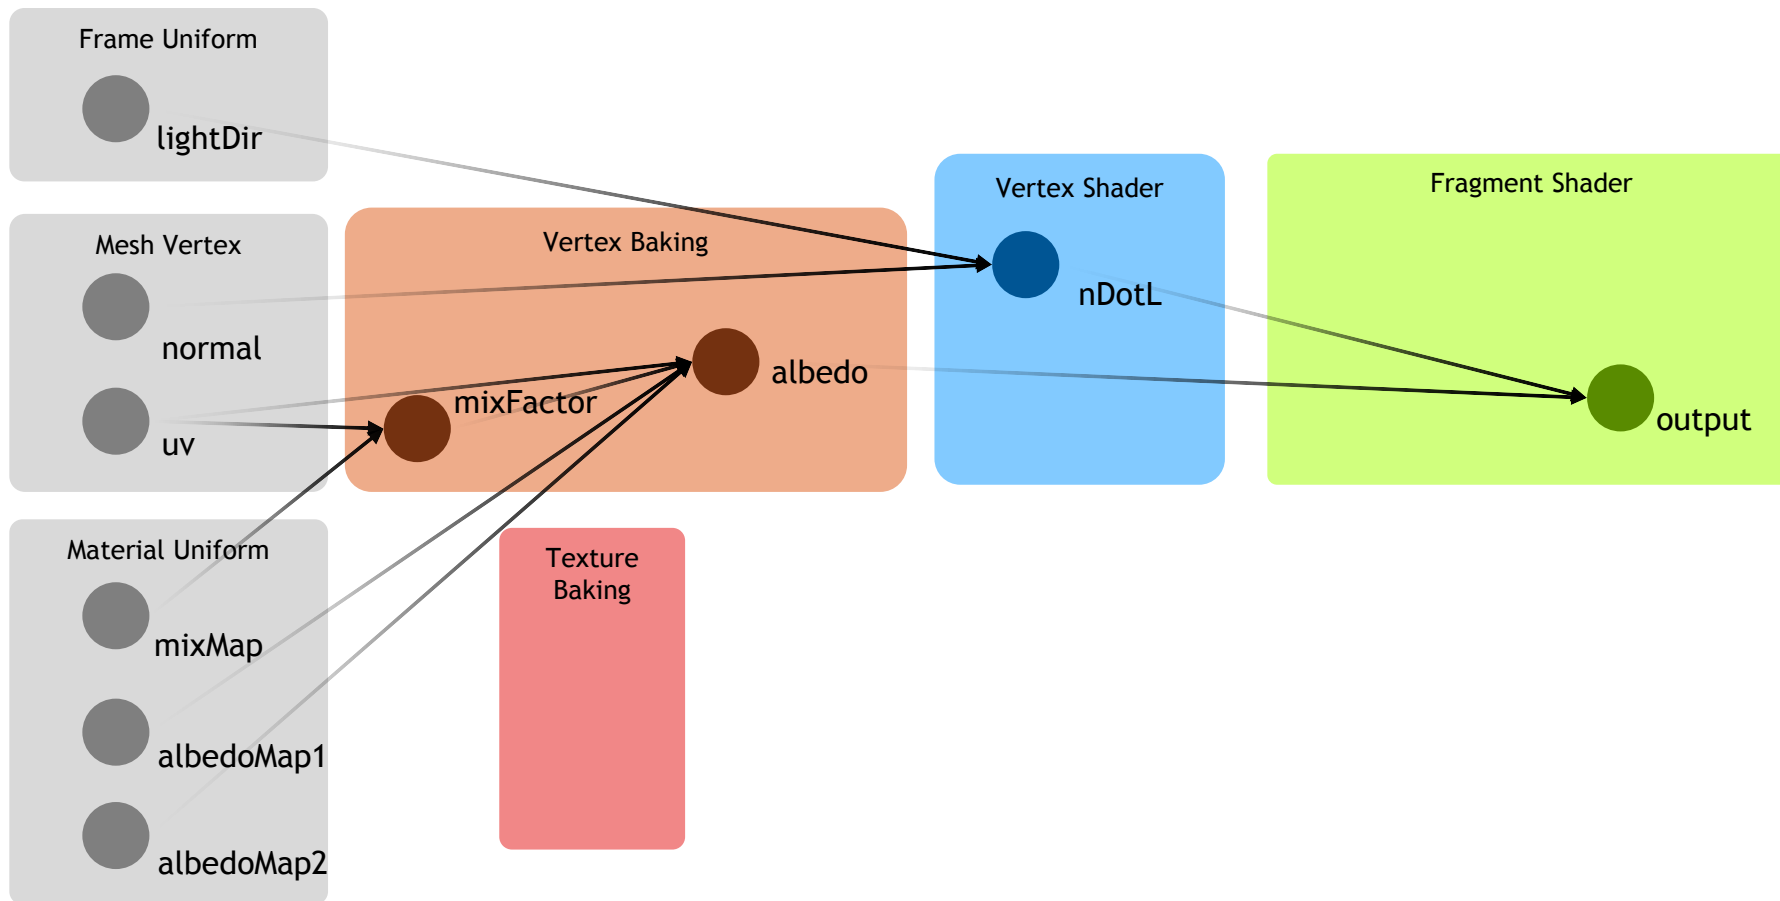 Frame Uniform
lightDir
Mesh Vertex
normal
uv
Material Uniform
mixMap
albedoMap1
albedoMap2
Vertex Baking
mixFactor
albedo
Texture
Baking
Vertex Shader
nDotL
Fragment Shader
output